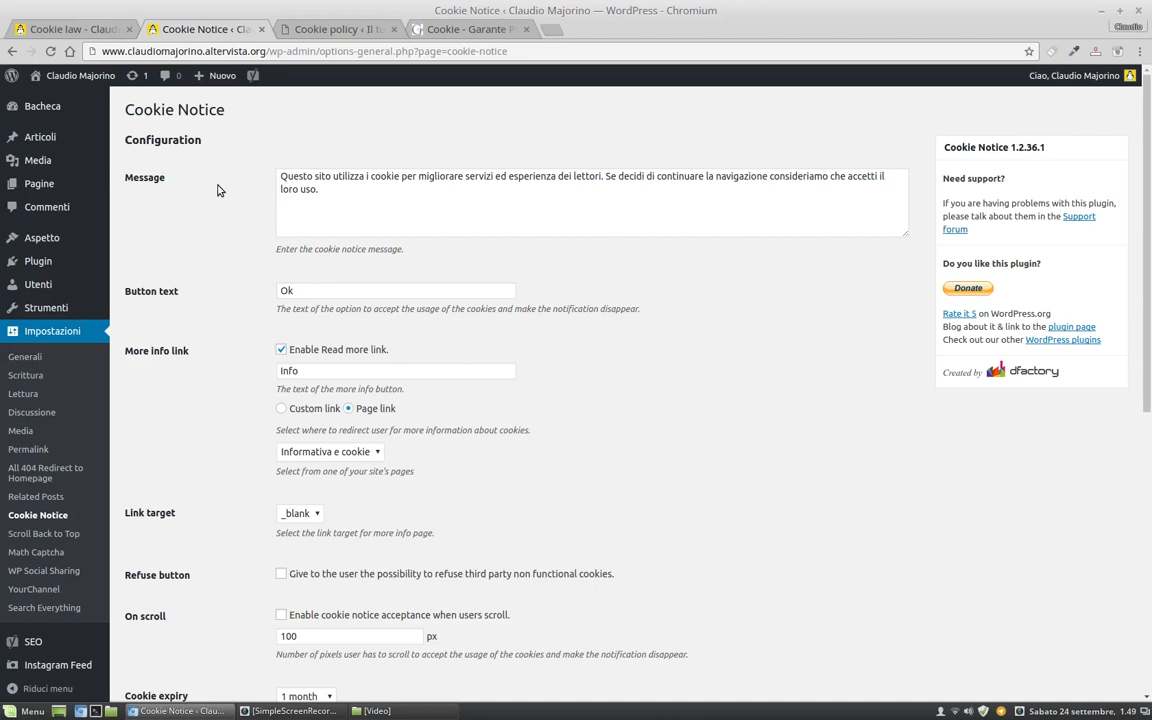 Cookie Notice ‹ Claudio Majorino — WordPress - Chromium
Cookie law - Claudi
Cookie Notice ‹ Cla
Cookie policy ‹ Il tu
Cookie - Garante P
Claudio
www.claudiomajorino.altervista.org/wp-admin/options-general.php?page=cookie-notice
Claudio Majorino
1
0
Nuovo
Ciao, Claudio Majorino
Bacheca
Articoli
Media
Pagine
Commenti
Aspetto
Plugin
Utenti
Strumenti
Impostazioni
Generali
Scrittura
Lettura
Discussione
Media
Permalink
All 404 Redirect to
Homepage
Related Posts
Cookie Notice
Scroll Back to Top
Math Captcha
WP Social Sharing
YourChannel
Search Everything
SEO
Instagram Feed
Riduci menu
Cookie Notice
Configuration
Message
Questo sito utilizza i cookie per migliorare servizi ed esperienza dei lettori. Se decidi di continuare la navigazione consideriamo che accetti il
loro uso.
Enter the cookie notice message.
Button text
Ok
The text of the option to accept the usage of the cookies and make the notification disappear.
More info link
Enable Read more link.
Info
The text of the more info button.
Custom link
Page link
Select where to redirect user for more information about cookies.
Informativa e cookie
Select from one of your site's pages
Link target
_blank
Select the link target for more info page.
Refuse button
Give to the user the possibility to refuse third party non functional cookies.
On scroll
Enable cookie notice acceptance when users scroll.
100
px
Number of pixels user has to scroll to accept the usage of the cookies and make the notification disappear.
Cookie expiry
1 month
Cookie Notice 1.2.36.1
Need support?
If you are having problems with this plugin,
please talk about them in the Support
forum
Do you like this plugin?
Donate
Rate it 5 on WordPress.org
Blog about it & link to the plugin page
Check out our other WordPress plugins
Created by
dfactory
Menu
Cookie Notice ‹ Clau...
[SimpleScreenRecor...
[Video]
Sabato 24 settembre, 1.49